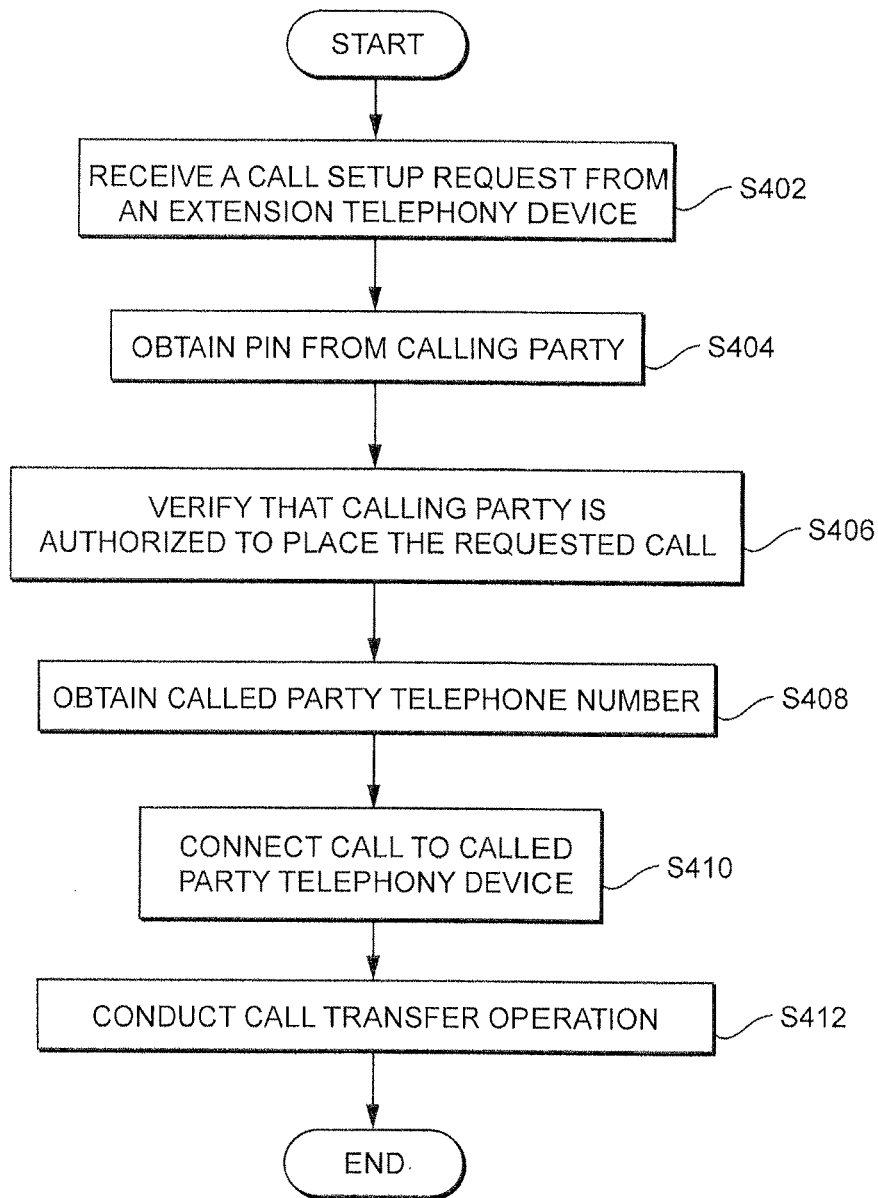 START
RECEIVE A CALL SETUP REQUEST FROM
AN EXTENSION TELEPHONY DEVICE
S402
OBTAIN PIN FROM CALLING PARTY
S404
VERIFY THAT CALLING PARTY IS
AUTHORIZED TO PLACE THE REQUESTED CALL
S406
OBTAIN CALLED PARTY TELEPHONE NUMBER
S408
CONNECT CALL TO CALLED
PARTY TELEPHONY DEVICE
S410
CONDUCT CALL TRANSFER OPERATION
S412
END